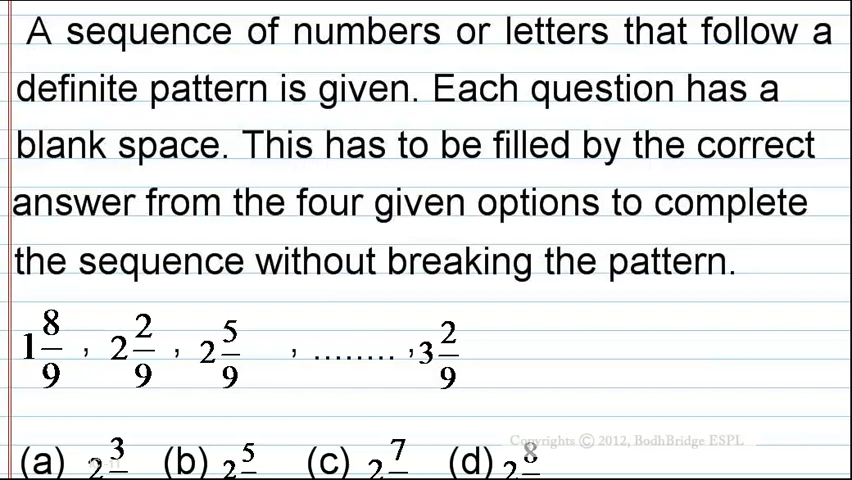 A sequence of numbers or letters that follow a
definite pattern is given. Each question has a
blank space. This has to be filled by the correct
answer from the four given options to complete
the sequence without breaking the pattern.
1 8/9 , 2 2/9 , 2 5/9 , ........ , 3 2/9
Copyrights © 2012, BodhBridge ESPL
(a) 2 3 (b) 2 5 (c) 2 7 (d) 2 8